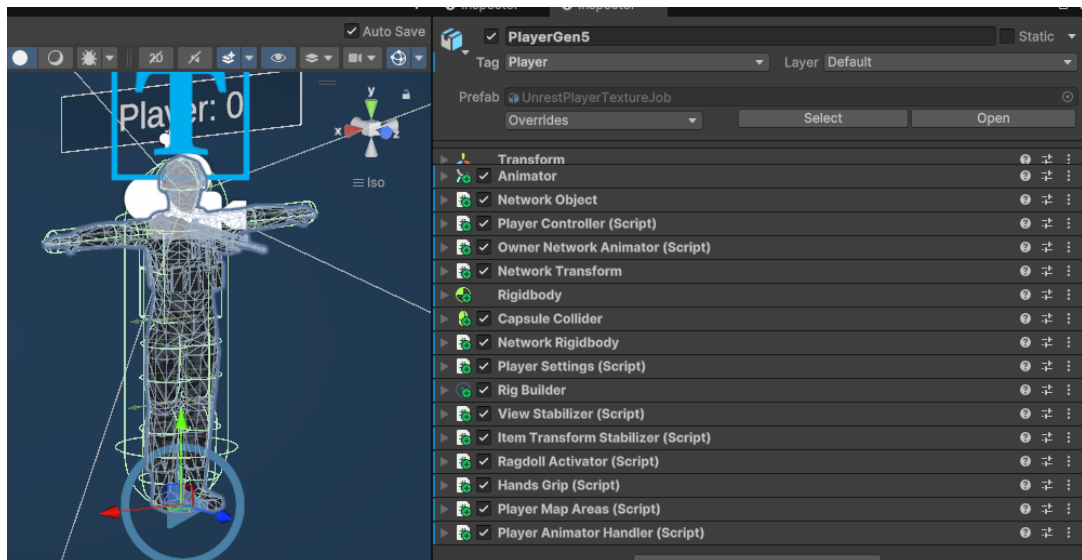 Auto Save
PlayerGen5
Static
Tag Player
Layer Default
Prefab UnrestPlayerTextureJob
Overrides
Select
Open
Transform
Animator
Network Object
Player Controller (Script)
Owner Network Animator (Script)
Network Transform
Rigidbody
Capsule Collider
Network Rigidbody
Player Settings (Script)
Rig Builder
View Stabilizer (Script)
Item Transform Stabilizer (Script)
Ragdoll Activator (Script)
Hands Grip (Script)
Player Map Areas (Script)
Player Animator Handler (Script)
2D
Player: 0
T
y
x
z
Iso